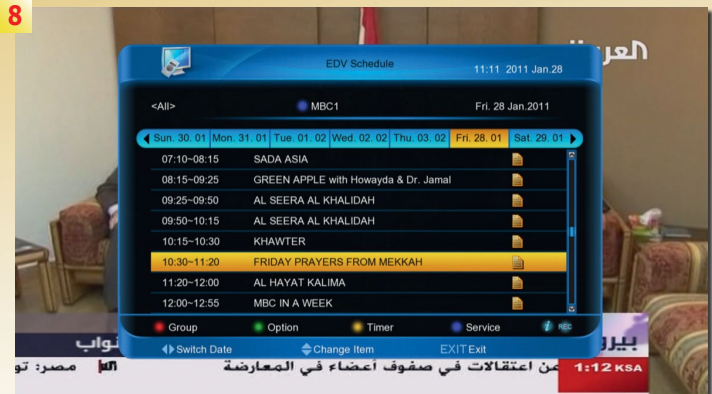 8
العربية
EDV Schedule
11:11 2011 Jan.28
<All>
MBC1
Fri. 28 Jan.2011
Sun. 30. 01 Mon. 31. 01 Tue. 01. 02 Wed. 02. 02 Thu. 03. 02 Fri. 28. 01 Sat. 29. 01
07:10~08:15 SADA ASIA
08:15~09:25 GREEN APPLE with Howayda & Dr. Jamal
09:25~09:50 AL SEERA AL KHALIDAH
09:50~10:15 AL SEERA AL KHALIDAH
10:15~10:30 KHAWTER
10:30~11:20 FRIDAY PRAYERS FROM MEKKAH
11:20~12:00 AL HAYAT KALIMA
12:00~12:55 MBC IN A WEEK
Group Option Timer Service i REC
Switch Date Change Item EXIT Exit
نواب
1:12 KSA
عن اعتقالات في صفوف أعضاء في المعارضة
مصر: تو